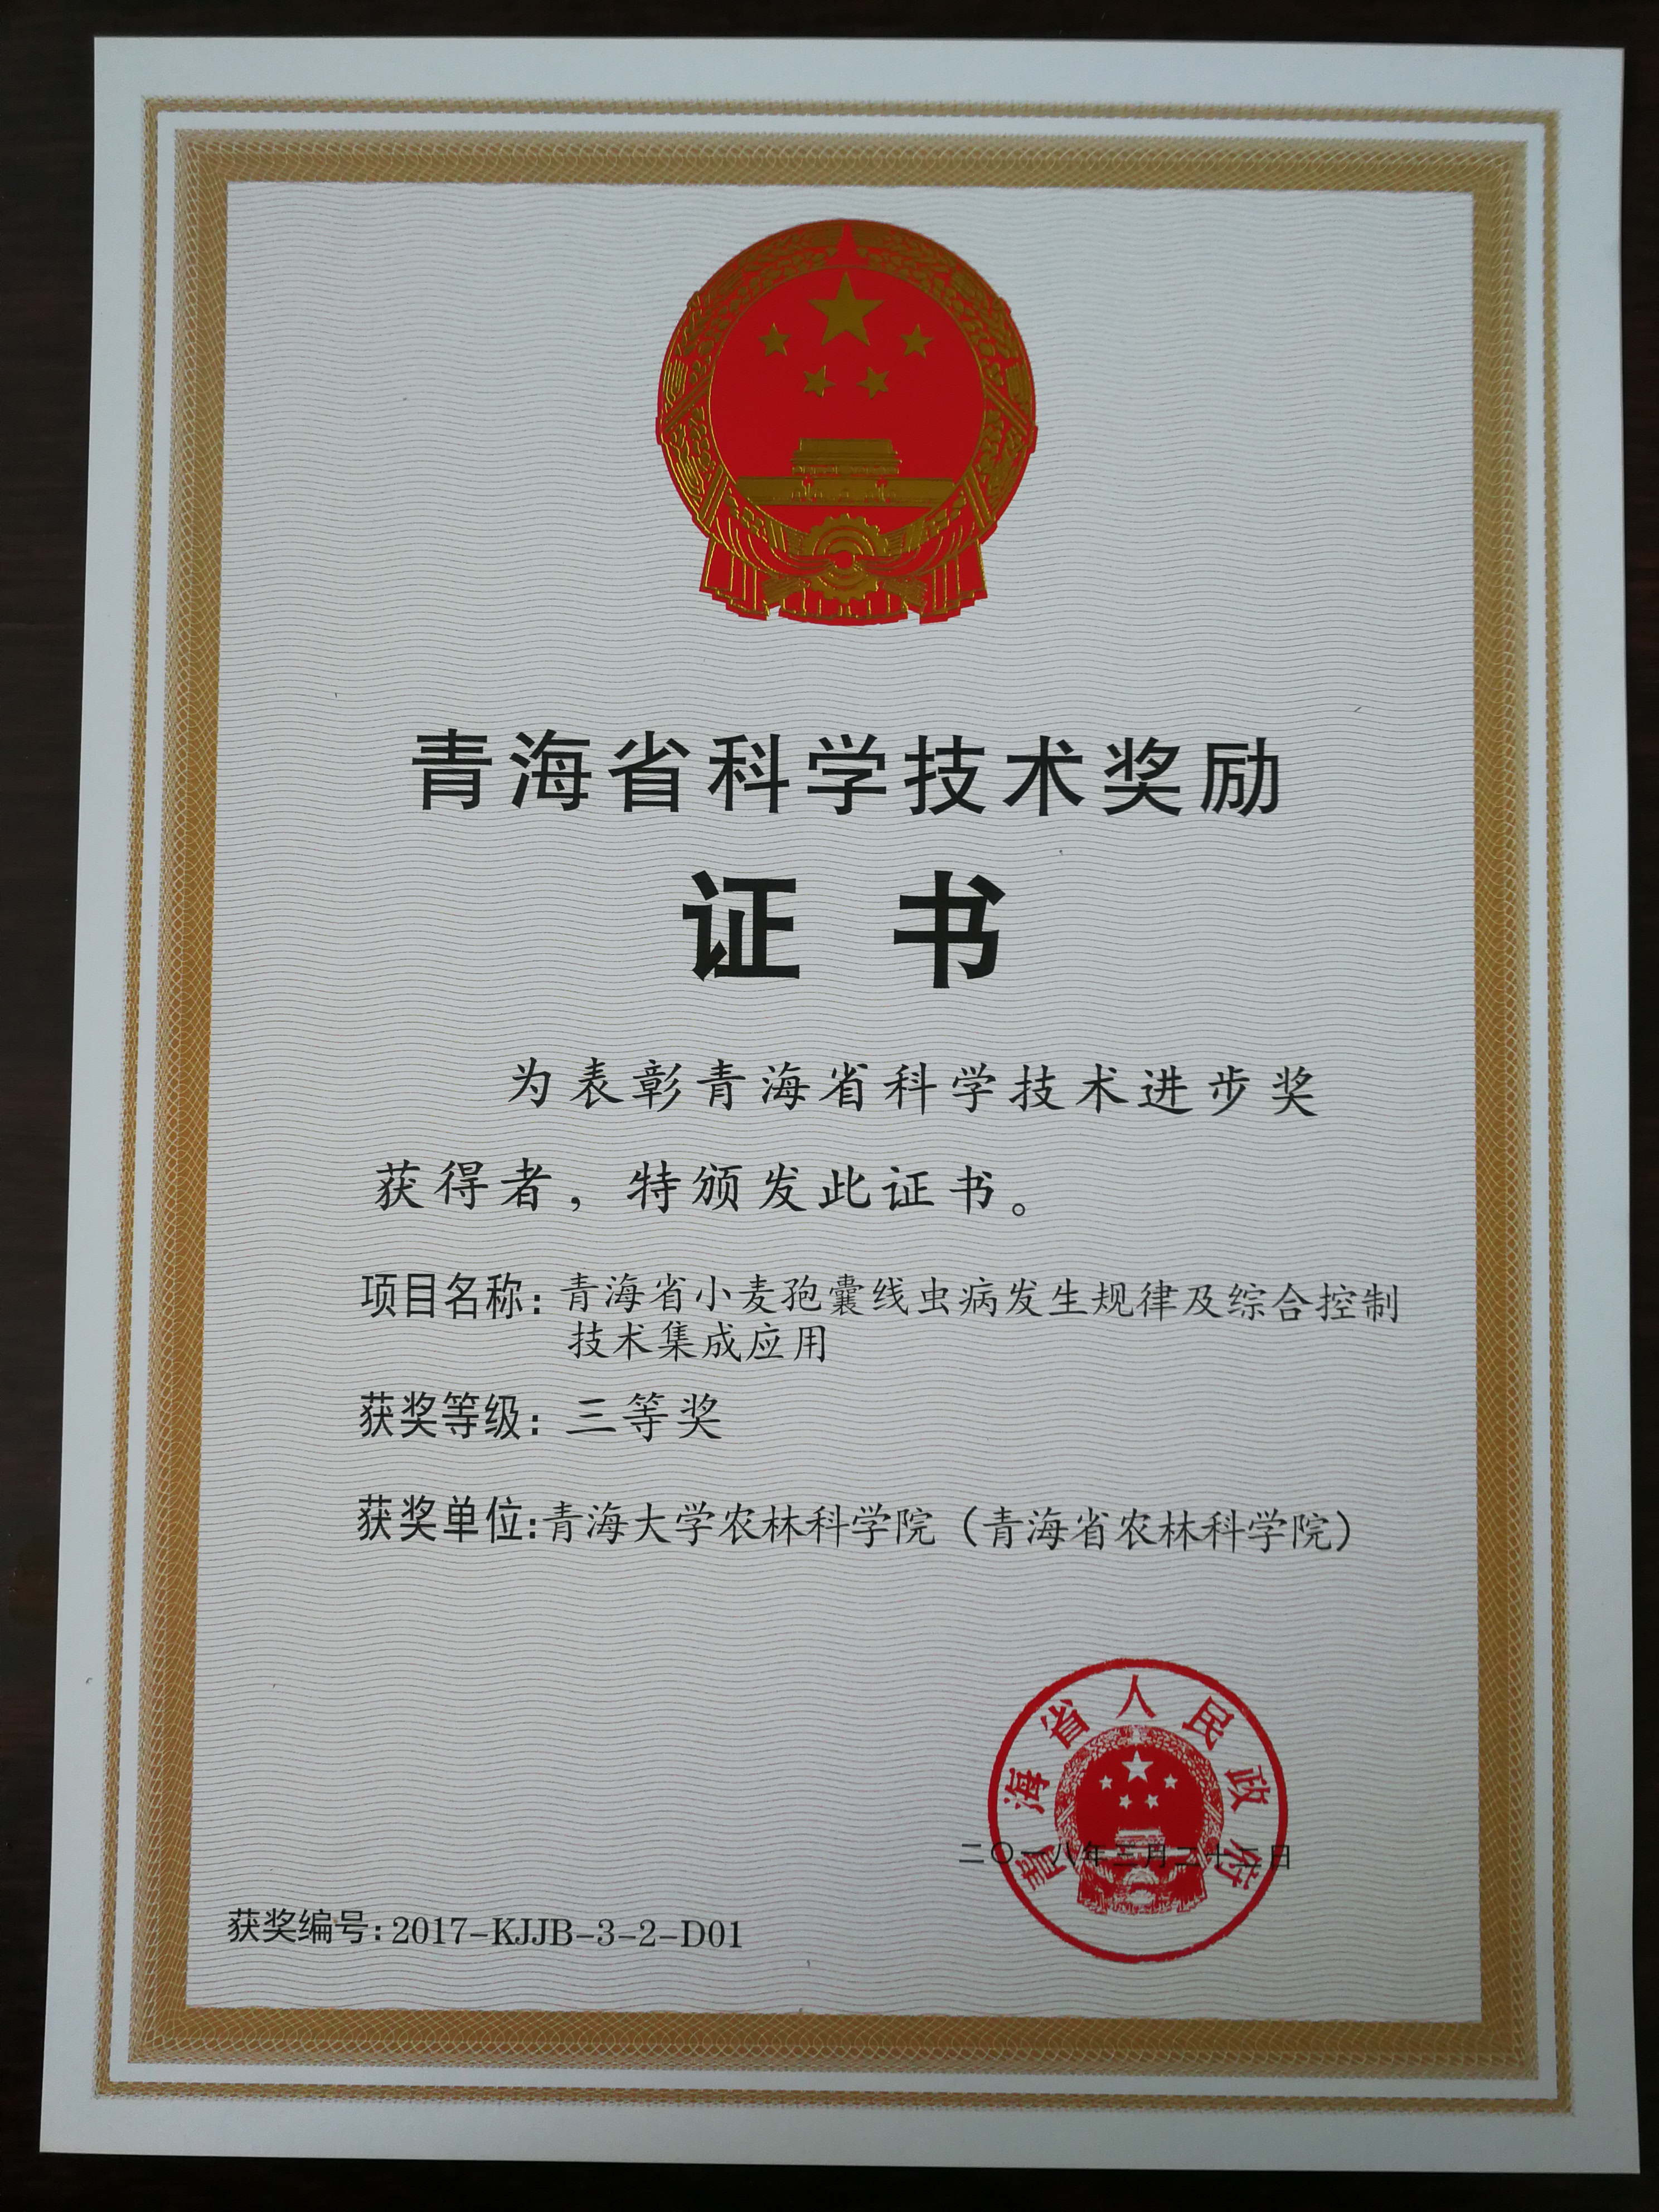 青海省科学技术奖励
证书
为表彰青海省科学技术进步奖
获得者，特颁发此证书。
项目名称：青海省小麦孢囊线虫病发生规律及综合控制
技术集成应用
获奖等级：三等奖
获奖单位:青海大学农林科学院（青海省农林科学院）
青海省人民政府
二〇一八年三月二十 日
获奖编号:2017-KJJB-3-2-D01